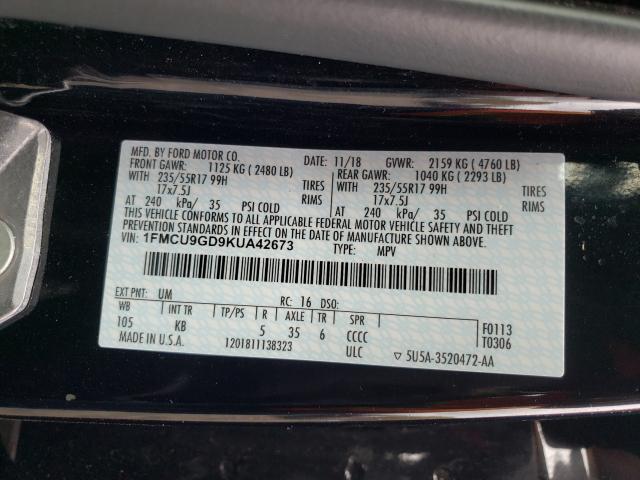 MFD. BY FORD MOTOR CO. DATE: 11/18 GVWR: 2159 KG ( 4760 LB)
FRONT GAWR: 1125 KG ( 2480 LB) REAR GAWR: 1040 KG ( 2293 LB)
WITH 235/55R17 99H TIRES WITH 235/55R17 99H TIRES
17x7.5J RIMS 17x7.5J RIMS
AT 240 kPa/ 35 PSI COLD AT 240 kPa/ 35 PSI COLD
THIS VEHICLE CONFORMS TO ALL APPLICABLE FEDERAL MOTOR VEHICLE SAFETY AND THEFT
PREVENTION STANDARDS IN EFFECT ON THE DATE OF MANUFACTURE SHOWN ABOVE.
VIN: 1FMCU9GD9KUA42673 TYPE: MPV
EXT PNT: UM RC: 16 DSO:
WB INT TR TP/PS R AXLE TR SPR F0113
105 KB 5 35 6 CCCC T0306
MADE IN U.S.A. 1201811138323 ULC ▽ 5U5A-3520472-AA